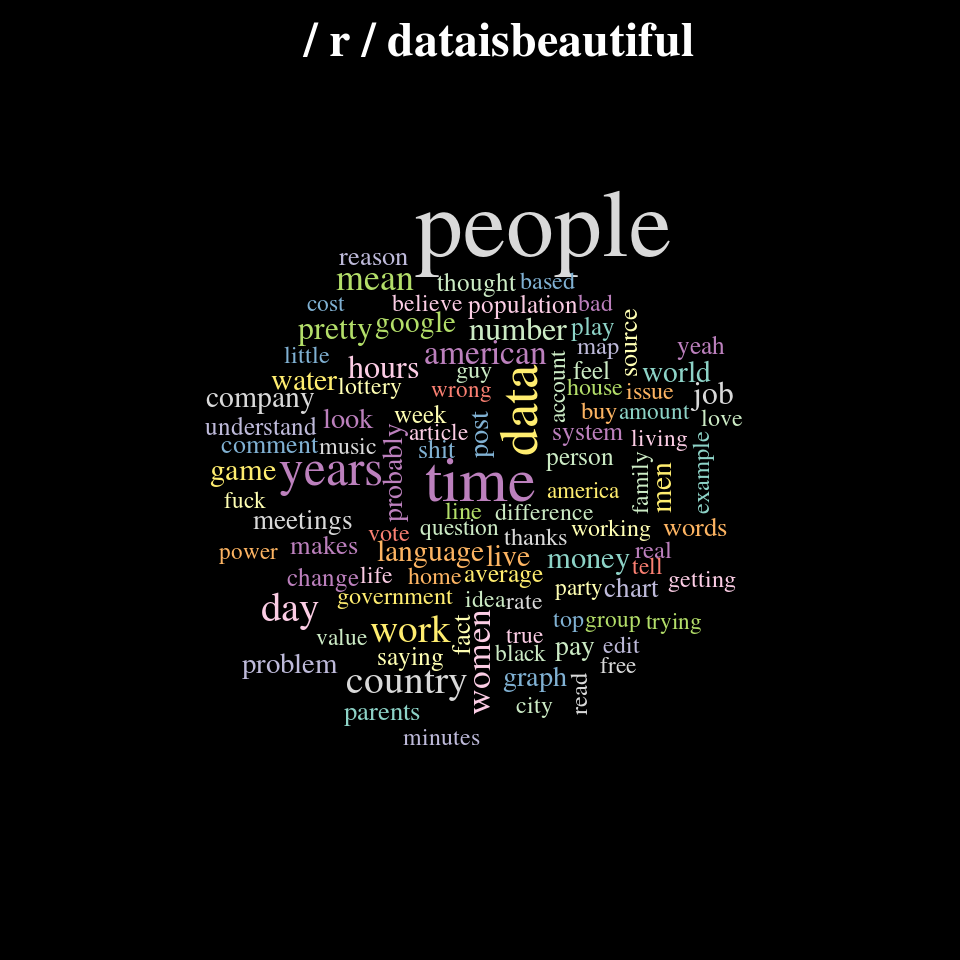 / r / dataisbeautiful
people
reason
mean
thought
based
cost
believe
population
bad
pretty
google
number
play
source
little
hours
american
map
yeah
guy
feel
world
water
lottery
wrong
data
account
house
issue
job
company
week
buy
amount
love
understand
look
article
post
system
living
comment
music
shit
person
example
game
years
probably
time
america
family
men
fuck
line
difference
meetings
vote
question
thanks
working
words
power
makes
language
live
money
real
tell
change
life
home
average
party
chart
getting
government
idea
rate
day
value
work
fact
women
true
top
group
trying
saying
black
pay
edit
problem
country
graph
free
read
parents
city
minutes